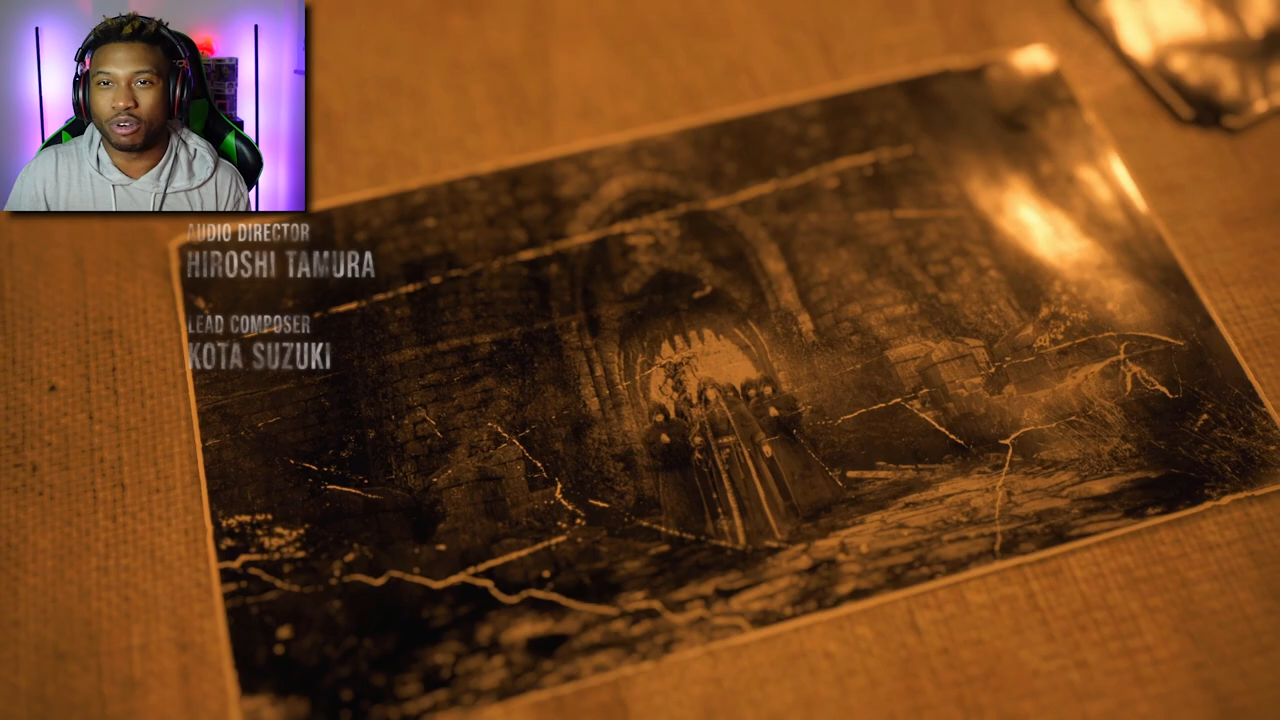 AUDIO DIRECTOR
HIROSHI TAMURA
LEAD COMPOSER
KOTA SUZUKI